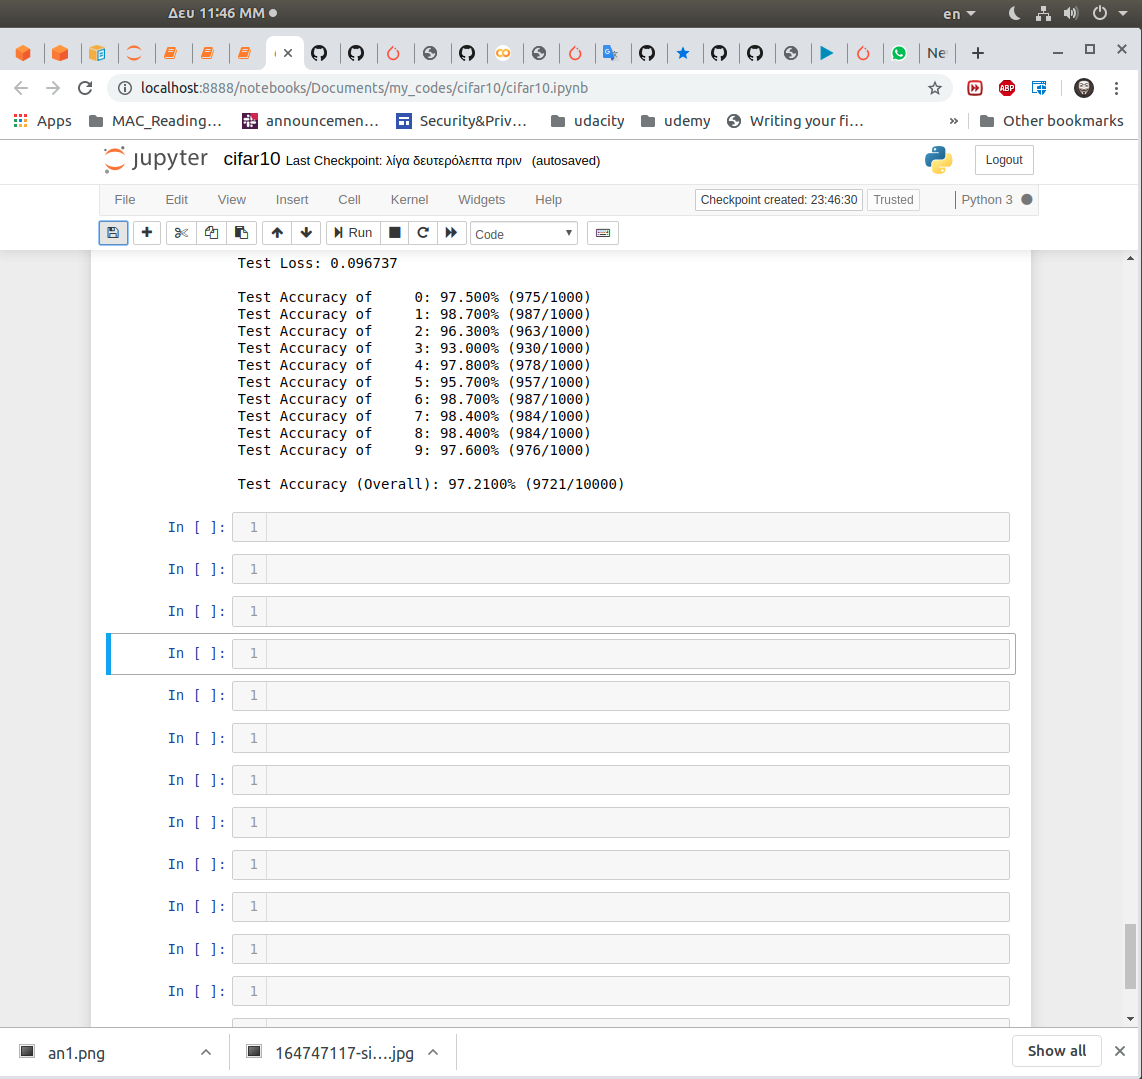 Δευ 11:46 ΜΜ
en
Ne
localhost:8888/notebooks/Documents/my_codes/cifar10/cifar10.ipynb
ABP
Apps MAC_Reading... announcemen... Security&Priv... udacity udemy Writing your fi... » Other bookmarks
jupyter cifar10 Last Checkpoint: λίγα δευτερόλεπτα πριν (autosaved) Logout
File Edit View Insert Cell Kernel Widgets Help Checkpoint created: 23:46:30 Trusted Python 3
Run Code
Test Loss: 0.096737
Test Accuracy of 0: 97.500% (975/1000)
Test Accuracy of 1: 98.700% (987/1000)
Test Accuracy of 2: 96.300% (963/1000)
Test Accuracy of 3: 93.000% (930/1000)
Test Accuracy of 4: 97.800% (978/1000)
Test Accuracy of 5: 95.700% (957/1000)
Test Accuracy of 6: 98.700% (987/1000)
Test Accuracy of 7: 98.400% (984/1000)
Test Accuracy of 8: 98.400% (984/1000)
Test Accuracy of 9: 97.600% (976/1000)
Test Accuracy (Overall): 97.2100% (9721/10000)
In [ ]: 1
In [ ]: 1
In [ ]: 1
In [ ]: 1
In [ ]: 1
In [ ]: 1
In [ ]: 1
In [ ]: 1
In [ ]: 1
In [ ]: 1
In [ ]: 1
In [ ]: 1
an1.png 164747117-si....jpg Show all